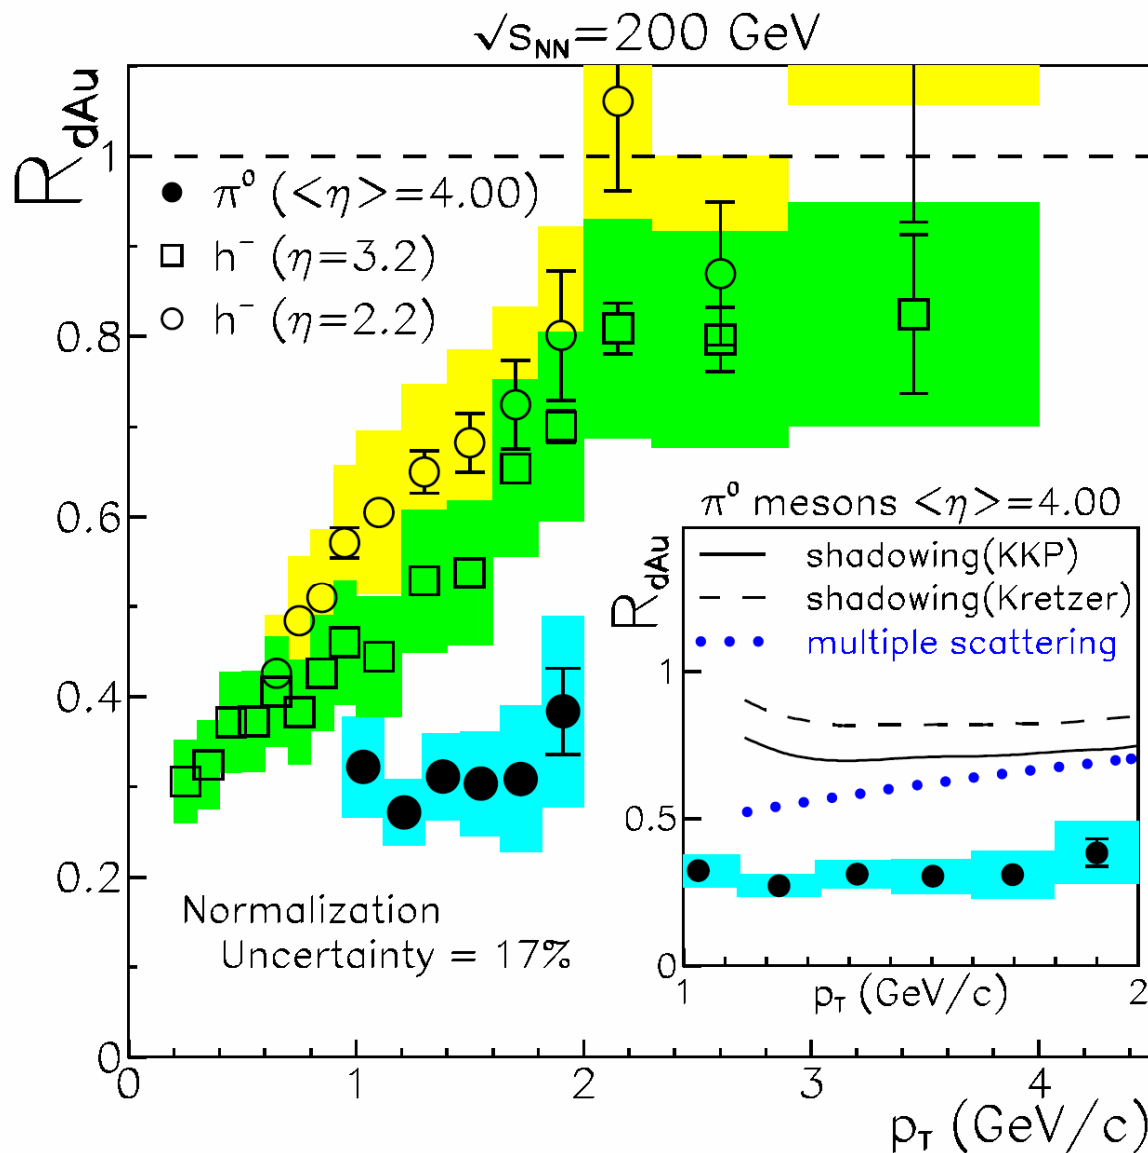 √sNN=200 GeV
RdAu
1
π⁰ (<η>=4.00)
h⁻ (η=3.2)
h⁻ (η=2.2)
0.8
0.6
0.4
0.2
0
Normalization
Uncertainty = 17%
0 1 2 3 4
pT (GeV/c)
π⁰ mesons <η>=4.00
RdAu
shadowing(KKP)
shadowing(Kretzer)
multiple scattering
1
0.5
0
1 2
pT (GeV/c)